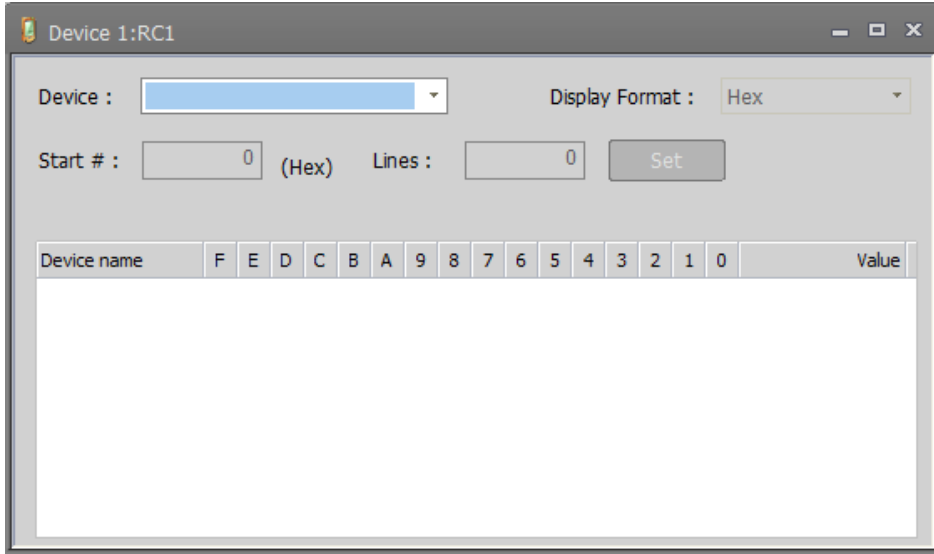 Device 1:RC1
Device : Display Format : Hex
Start # : 0 (Hex) Lines : 0 Set
Device name F E D C B A 9 8 7 6 5 4 3 2 1 0 Value